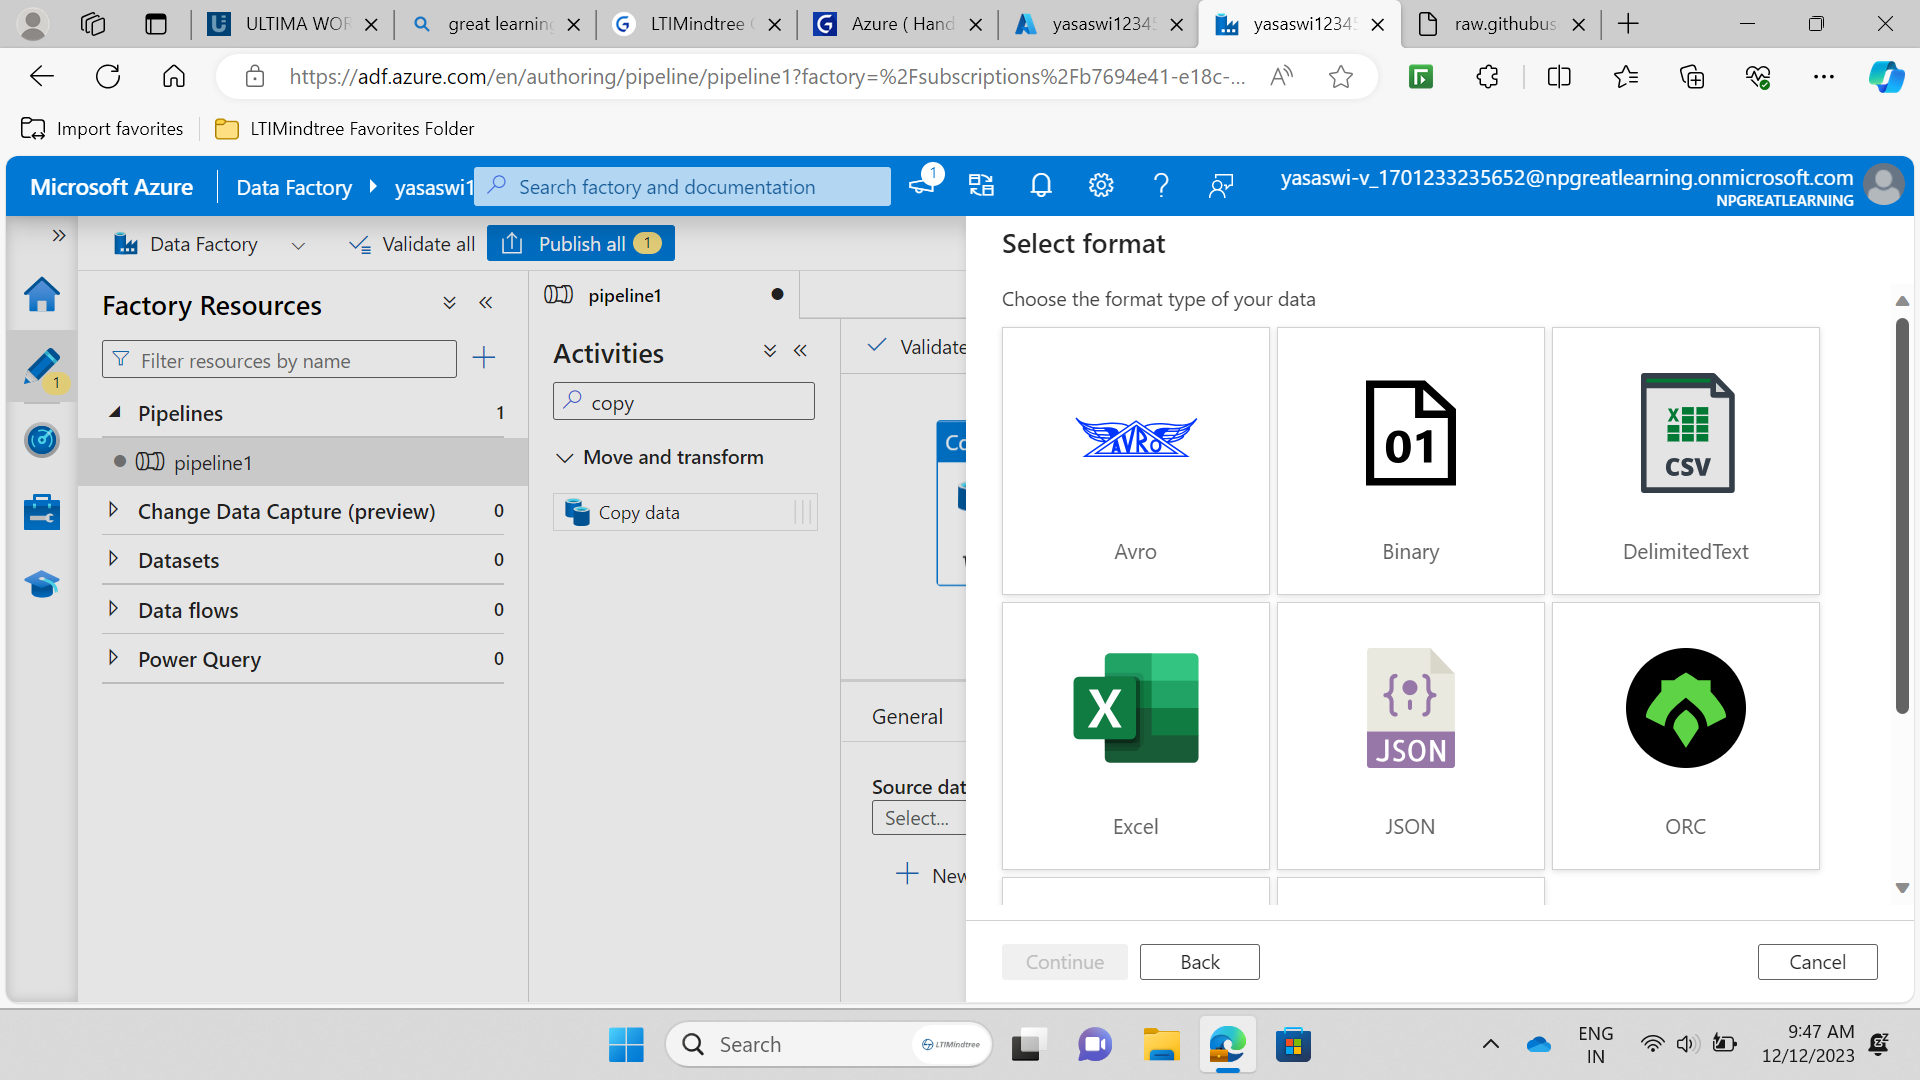 ULTIMA WOR
great learning
LTIMindtree
Azure ( Hand
yasaswi1234
yasaswi1234
raw.githubus
https://adf.azure.com/en/authoring/pipeline/pipeline1?factory=%2Fsubscriptions%2Fb7694e41-e18c-...
Import favorites
LTIMindtree Favorites Folder
Microsoft Azure
Data Factory
yasaswi1
Search factory and documentation
1
yasaswi-v_1701233235652@npgreatlearning.onmicrosoft.com
NPGREATLEARNING
Data Factory
Validate all
Publish all 1
Factory Resources
Filter resources by name
1
Pipelines 1
pipeline1
Change Data Capture (preview) 0
Datasets 0
Data flows 0
Power Query 0
pipeline1
Activities
copy
Move and transform
Copy data
Validate
Co
General
Source dat
Select...
New
Select format
Choose the format type of your data
AVRO
Avro
01
Binary
CSV
DelimitedText
X
Excel
JSON
JSON
ORC
Continue
Back
Cancel
Search
LTIMindtree
ENG
IN
9:47 AM
12/12/2023